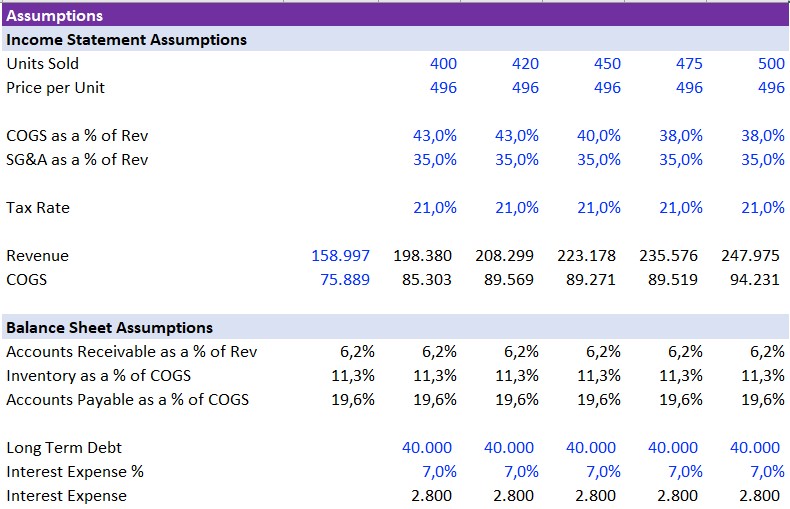 Assumptions
Income Statement Assumptions
Units Sold 400 420 450 475 500
Price per Unit 496 496 496 496 496
COGS as a % of Rev 43,0% 43,0% 40,0% 38,0% 38,0%
SG&A as a % of Rev 35,0% 35,0% 35,0% 35,0% 35,0%
Tax Rate 21,0% 21,0% 21,0% 21,0% 21,0%
Revenue 158.997 198.380 208.299 223.178 235.576 247.975
COGS 75.889 85.303 89.569 89.271 89.519 94.231
Balance Sheet Assumptions
Accounts Receivable as a % of Rev 6,2% 6,2% 6,2% 6,2% 6,2% 6,2%
Inventory as a % of COGS 11,3% 11,3% 11,3% 11,3% 11,3% 11,3%
Accounts Payable as a % of COGS 19,6% 19,6% 19,6% 19,6% 19,6% 19,6%
Long Term Debt 40.000 40.000 40.000 40.000 40.000
Interest Expense % 7,0% 7,0% 7,0% 7,0% 7,0%
Interest Expense 2.800 2.800 2.800 2.800 2.800